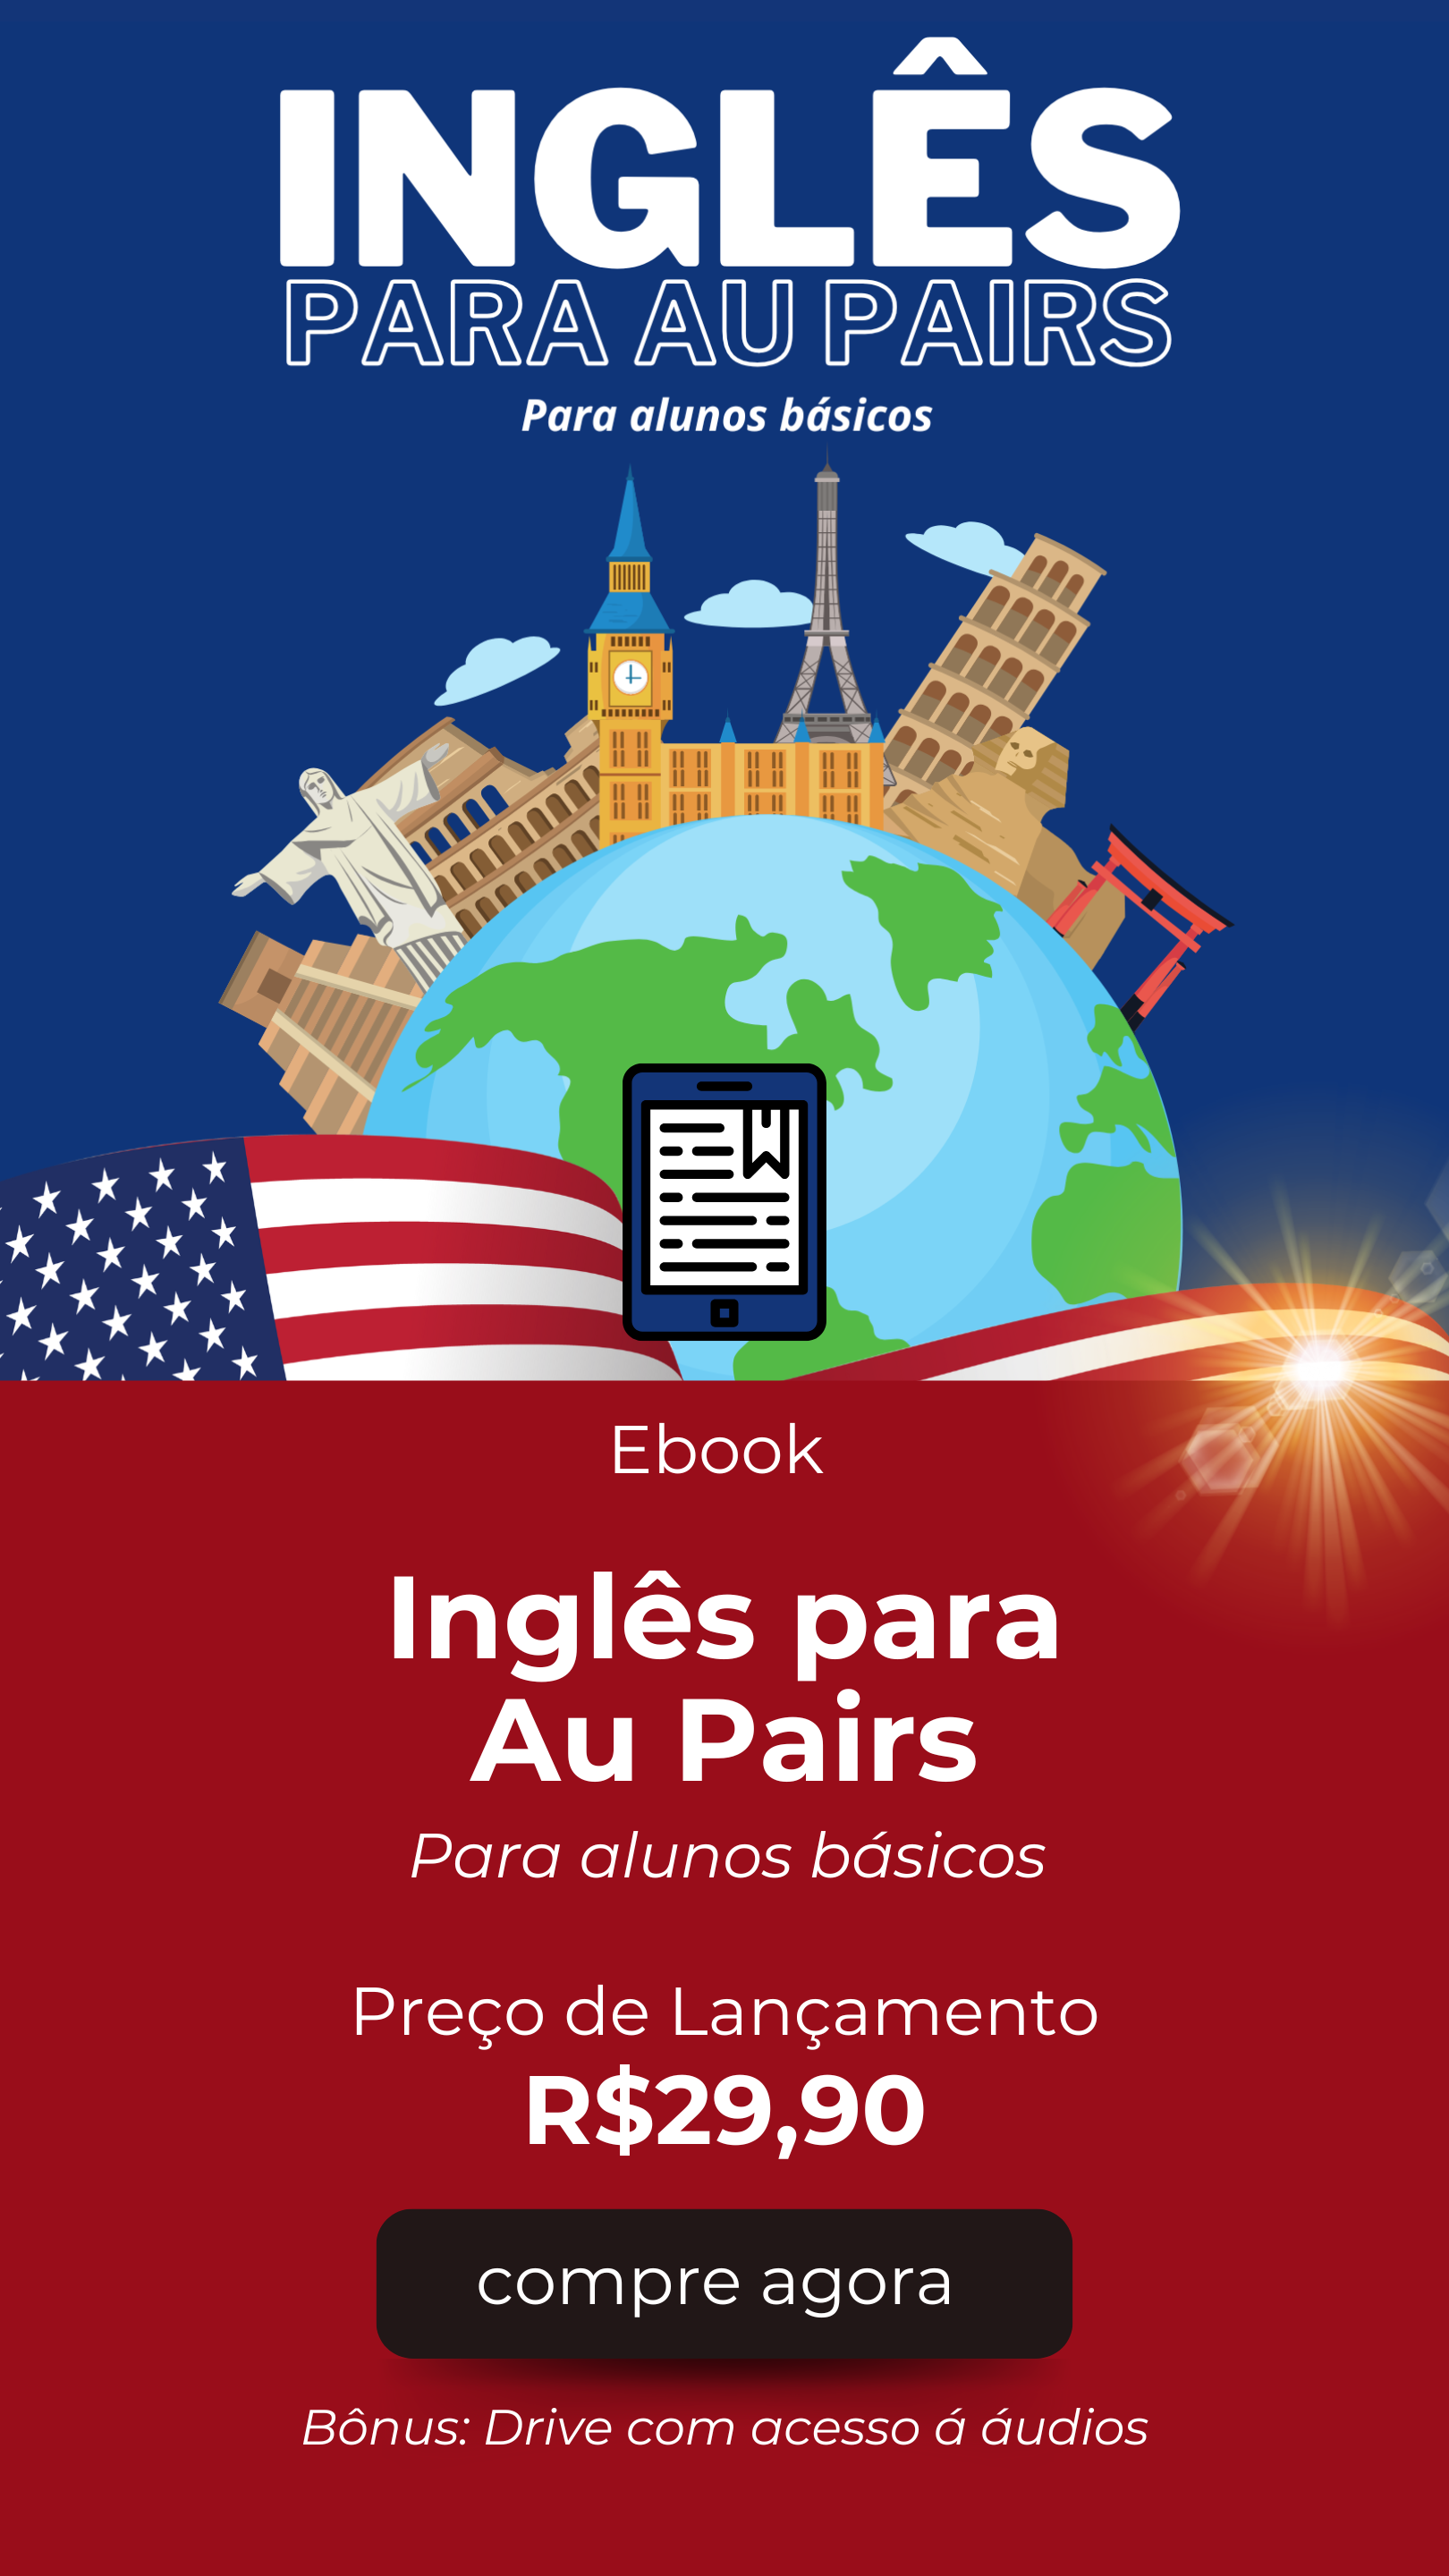 INGLÊS
PARA AU PAIRS
Para alunos básicos
Ebook
Inglês para
Au Pairs
Para alunos básicos
Preço de Lançamento
R$29,90
compre agora
Bônus: Drive com acesso á áudios